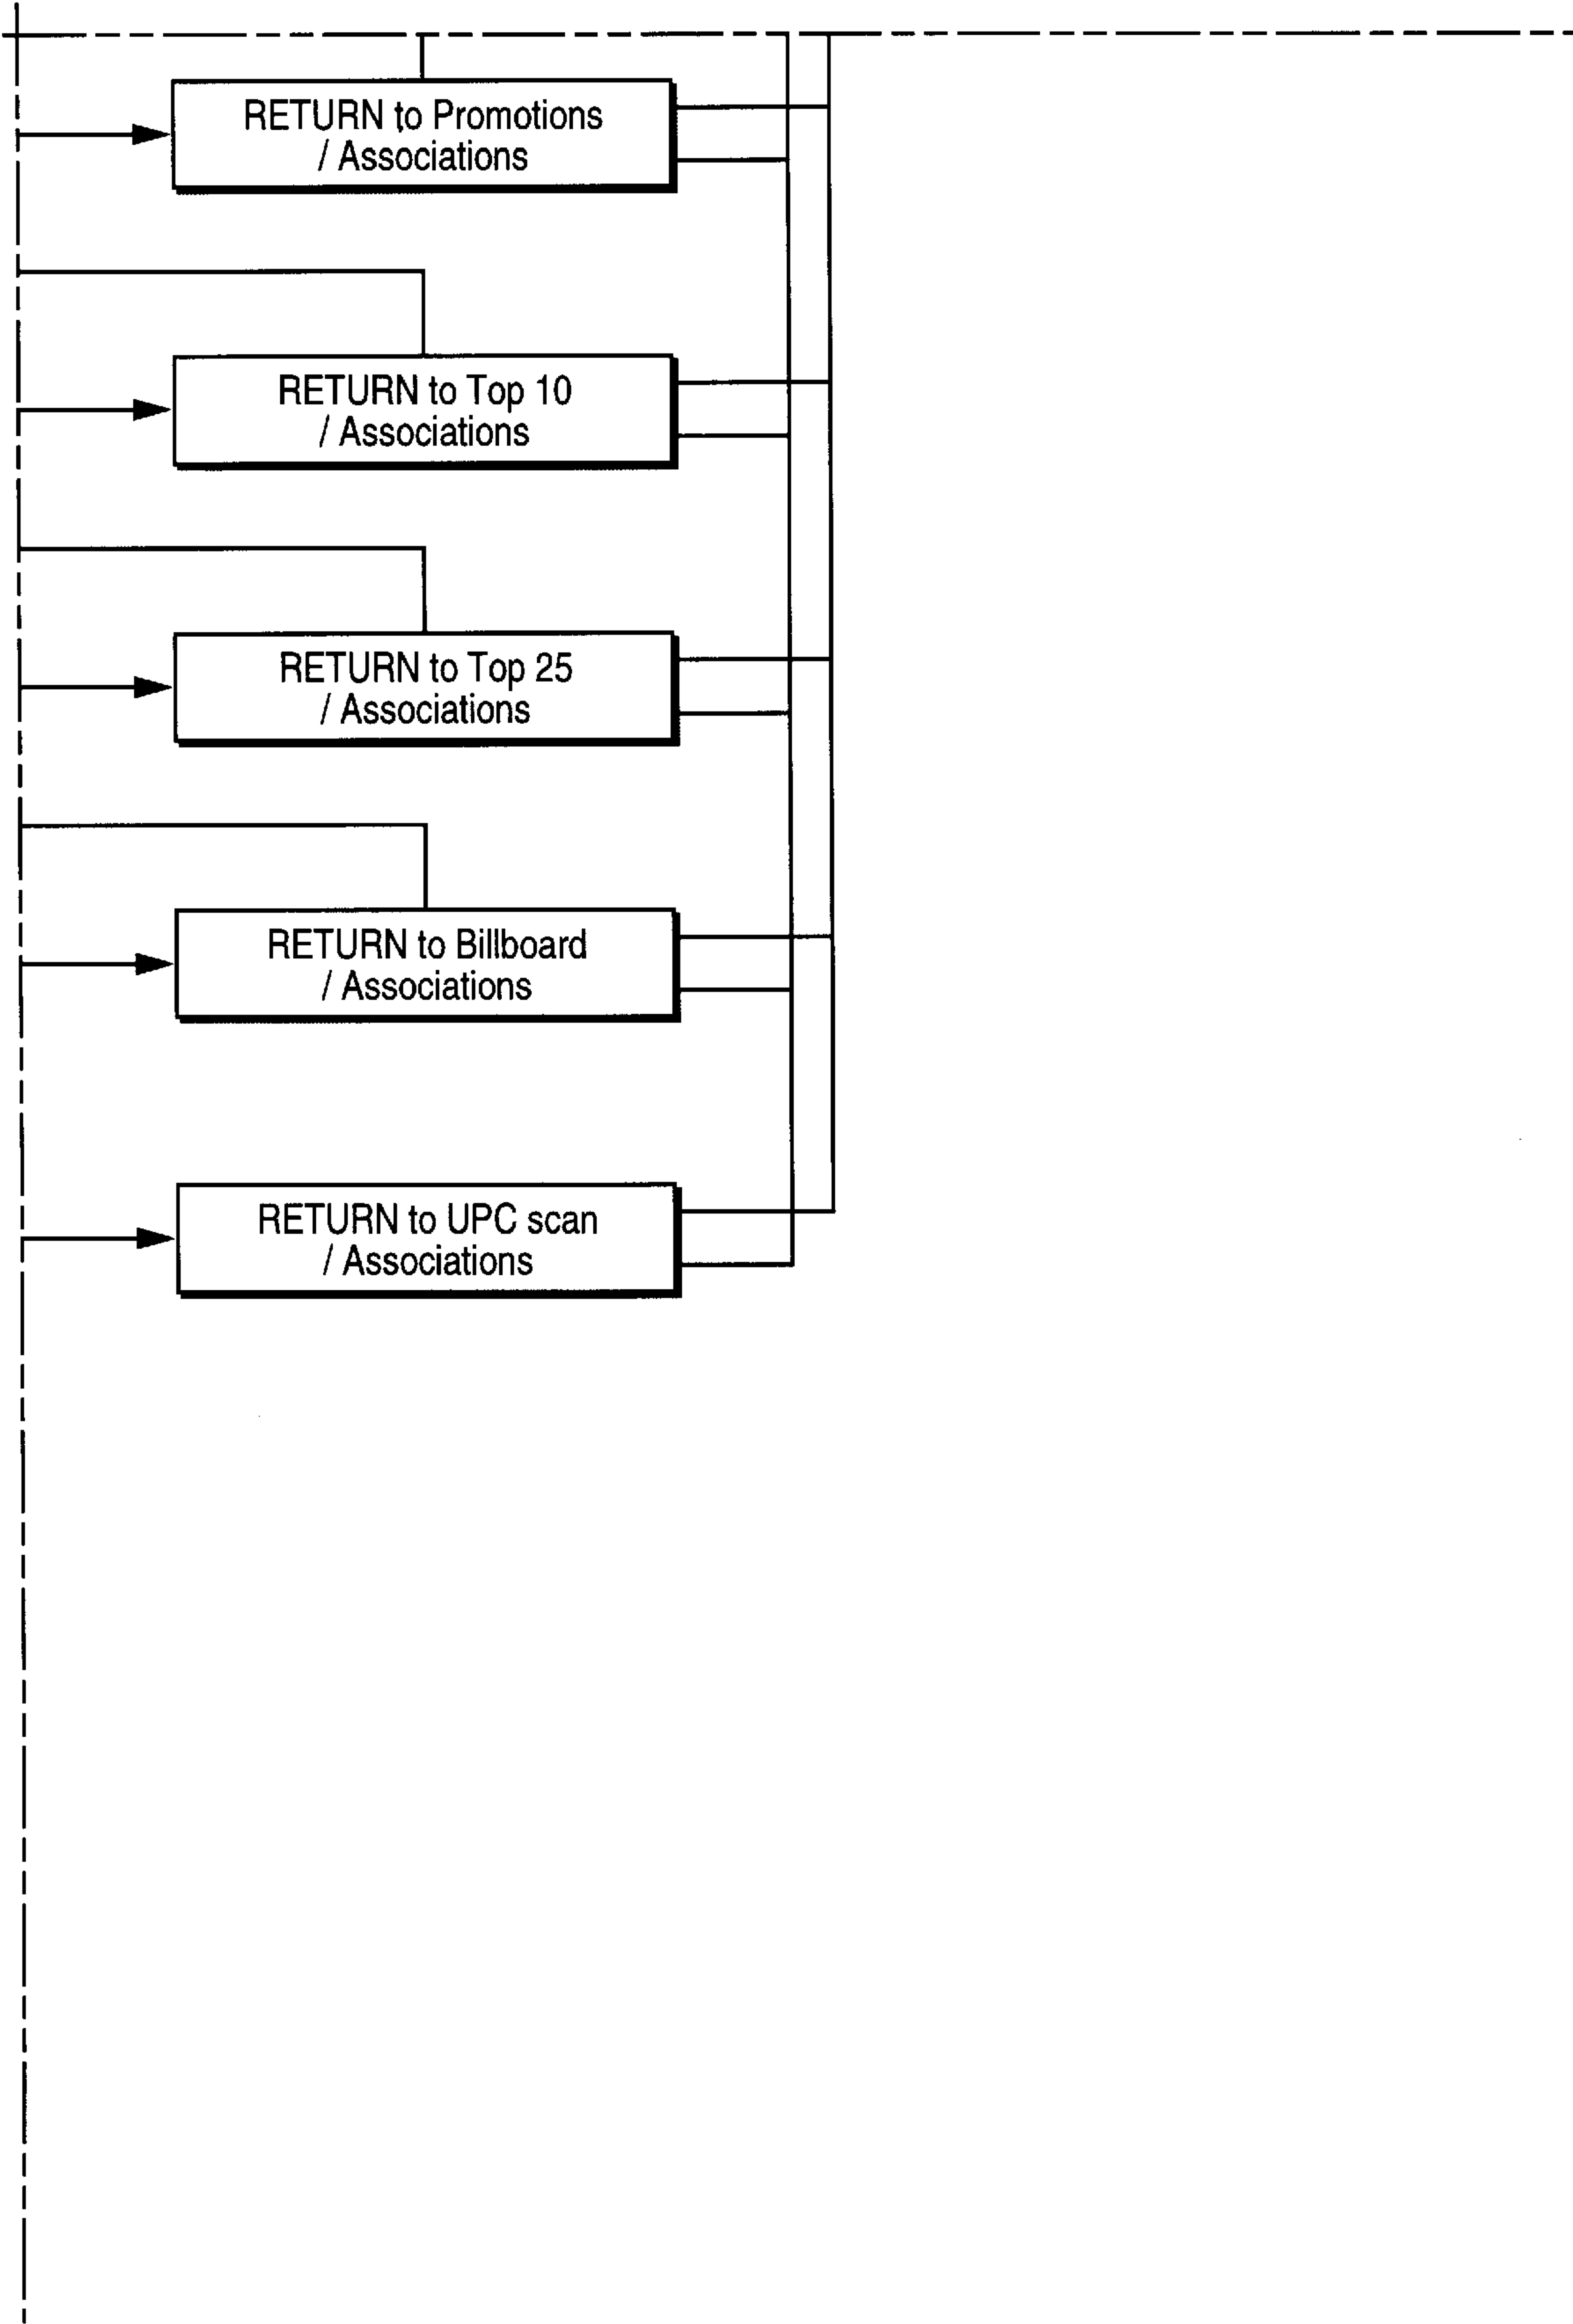 RETURN to Promotions
/ Associations
RETURN to Top 10
/ Associations
RETURN to Top 25
/ Associations
RETURN to Billboard
/ Associations
RETURN to UPC scan
/ Associations